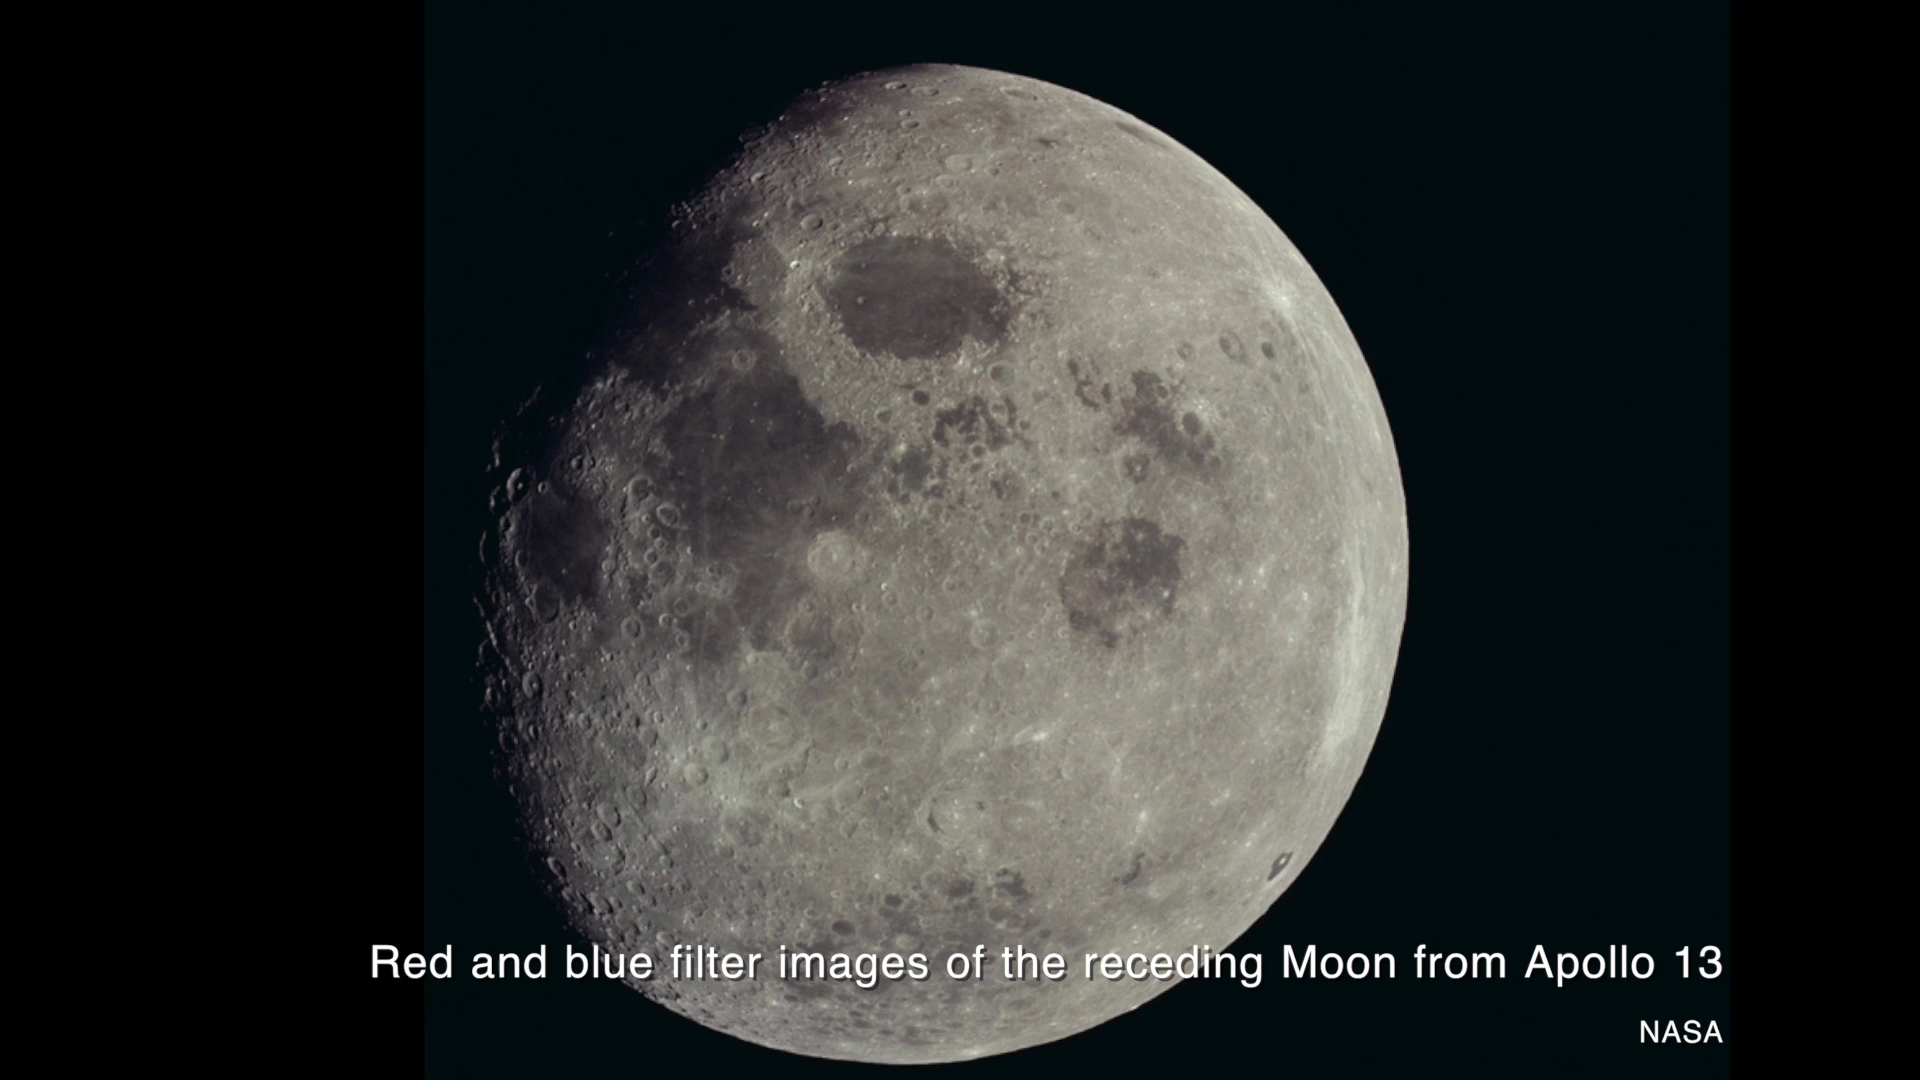 Red and blue filter images of the receding Moon from Apollo 13
NASA